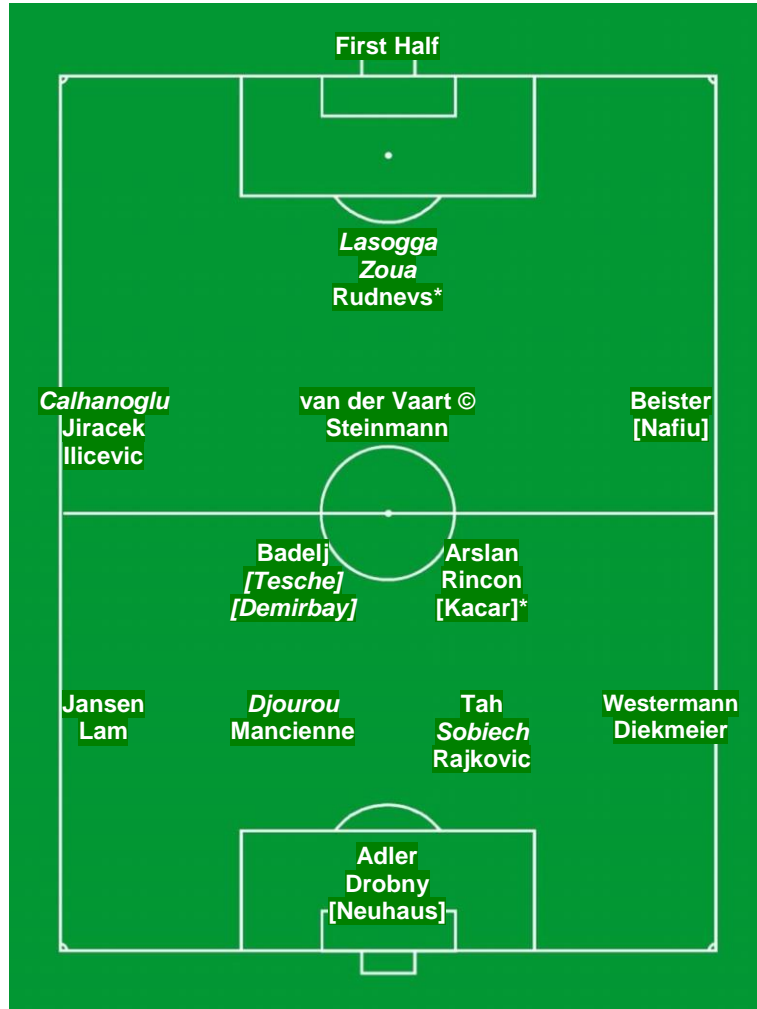 First Half
Lasogga
Zoua
Rudnevs*
Calhanoglu
Jiracek
Ilicevic
van der Vaart ©
Steinmann
Beister
[Nafiu]
Badelj
[Tesche]
[Demirbay]
Arslan
Rincon
[Kacar]*
Jansen
Lam
Djourou
Mancienne
Tah
Sobiech
Rajkovic
Westermann
Diekmeier
Adler
Drobny
[Neuhaus]